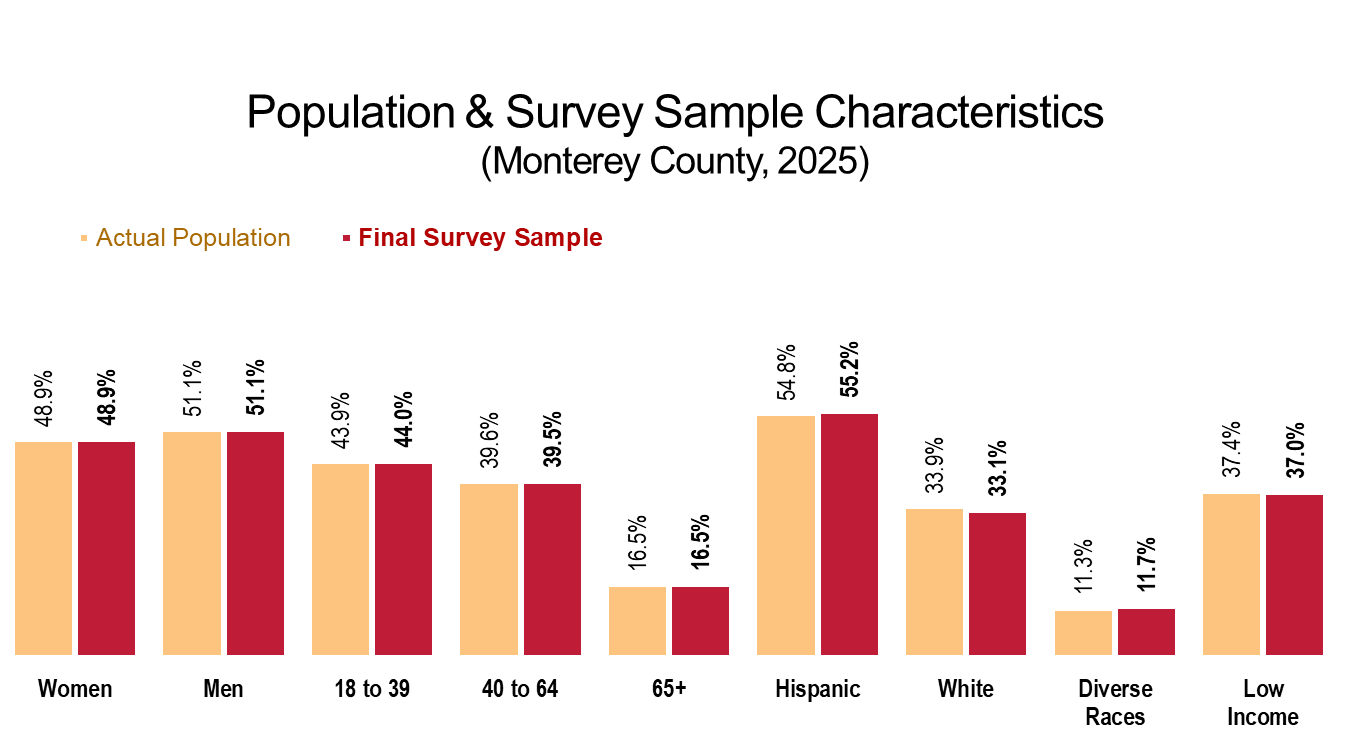 Population & Survey Sample Characteristics
(Monterey County, 2025)
Actual Population Final Survey Sample
48.9% 48.9% 51.1% 51.1% 43.9% 44.0% 39.6% 39.5% 16.5% 16.5% 54.8% 55.2% 33.9% 33.1% 11.3% 11.7% 37.4% 37.0%
Women Men 18 to 39 40 to 64 65+ Hispanic White Diverse Low
Races Income